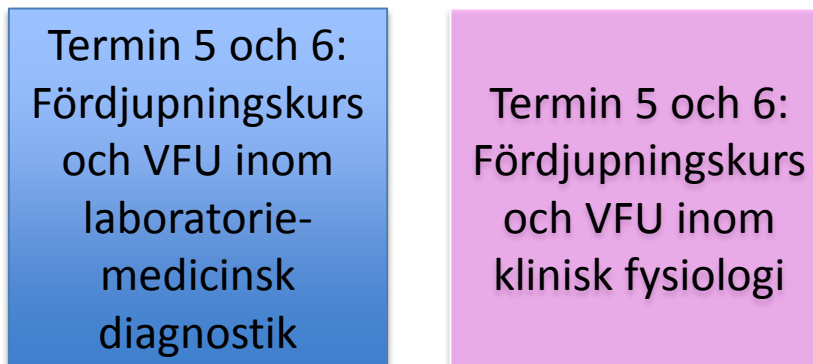 Termin 5 och 6:
Fördjupningskurs
och VFU inom
laboratorie-
medicinsk
diagnostik
Termin 5 och 6:
Fördjupningskurs
och VFU inom
klinisk fysiologi